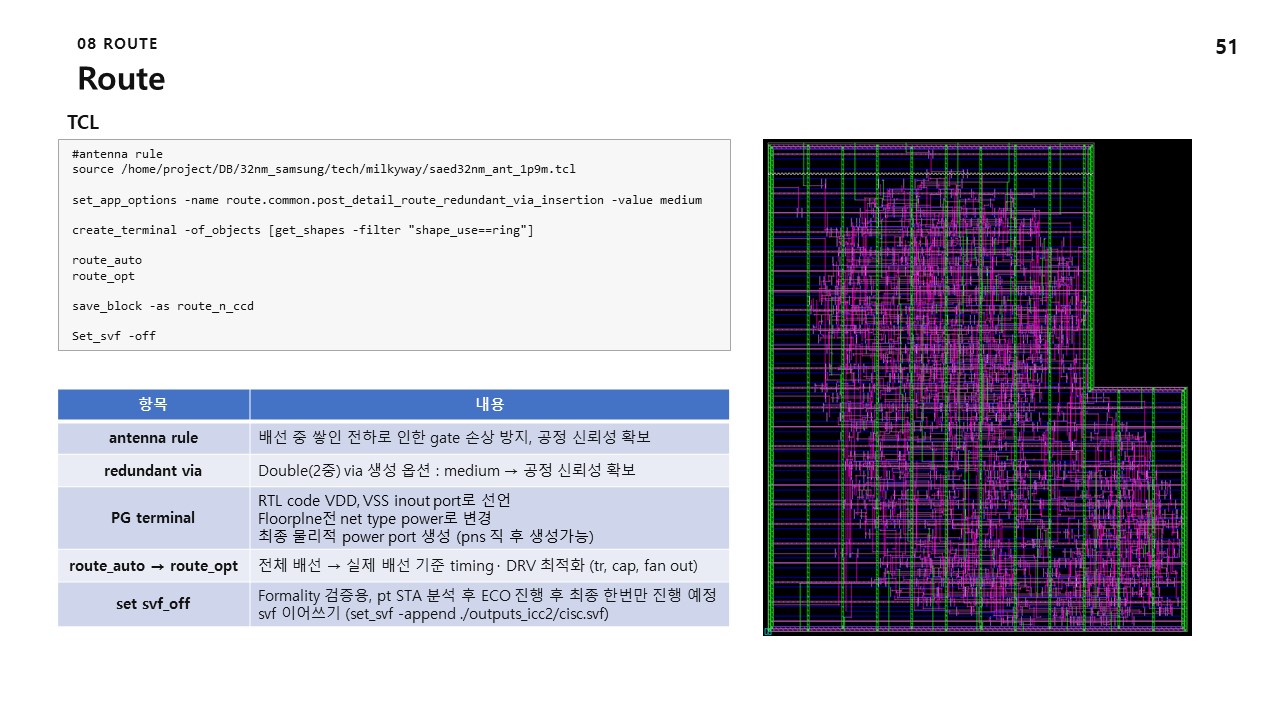 08 ROUTE
51
Route
TCL
#antenna rule
source /home/project/DB/32nm_samsung/tech/milkyway/saed32nm_ant_1p9m.tcl
set_app_options -name route.common.post_detail_route_redundant_via_insertion -value medium
create_terminal -of_objects [get_shapes -filter "shape_use==ring"]
route_auto
route_opt
save_block -as route_n_ccd
Set_svf -off
항목 내용
antenna rule 배선 중 쌓인 전하로 인한 gate 손상 방지, 공정 신뢰성 확보
redundant via Double(2중) via 생성 옵션 : medium → 공정 신뢰성 확보
PG terminal
RTL code VDD, VSS inout port로 선언
Floorplne전 net type power로 변경
최종 물리적 power port 생성 (pns 직 후 생성가능)
route_auto → route_opt 전체 배선 → 실제 배선 기준 timing· DRV 최적화 (tr, cap, fan out)
set svf_off
Formality 검증용, pt STA 분석 후 ECO 진행 후 최종 한번만 진행 예정
svf 이어쓰기 (set_svf -append ./outputs_icc2/cisc.svf)